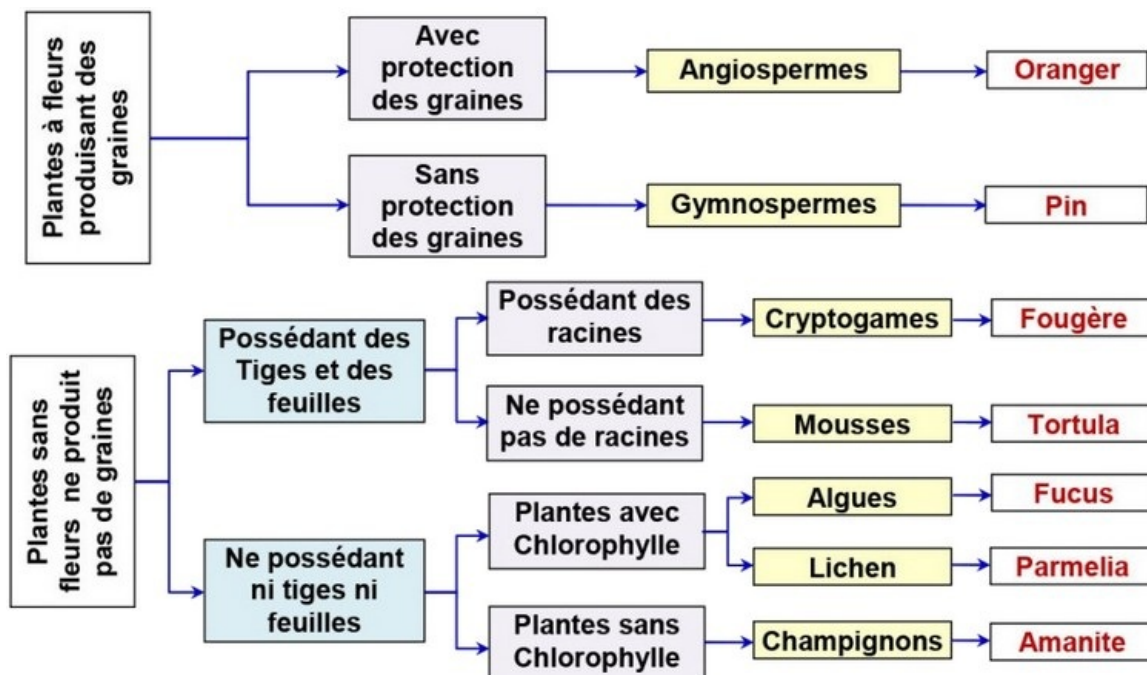 Plantes à fleurs
produisant des
graines
Avec
protection
des graines
Angiospermes
Oranger
Sans
protection
des graines
Gymnospermes
Pin
Plantes sans
fleurs ne produit
pas de graines
Possédant des
Tiges et des
feuilles
Possédant des
racines
Cryptogames
Fougère
Ne possédant
pas de racines
Mousses
Tortula
Ne possédant
ni tiges ni
feuilles
Plantes avec
Chlorophylle
Algues
Fucus
Lichen
Parmelia
Plantes sans
Chlorophylle
Champignons
Amanite